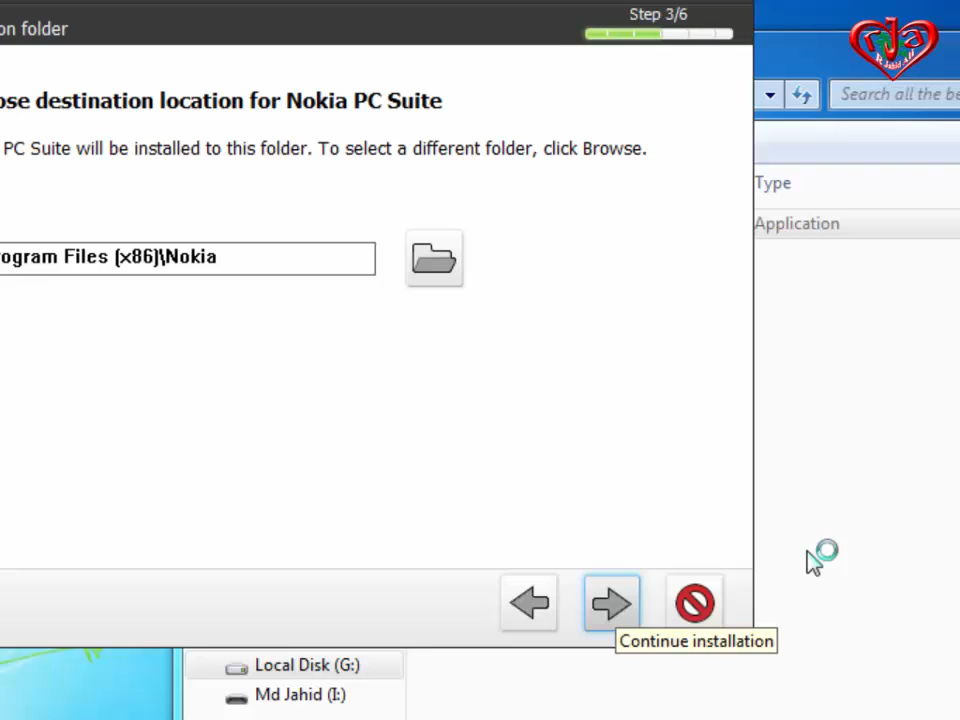 on folder
Step 3/6
ose destination location for Nokia PC Suite
PC Suite will be installed to this folder. To select a different folder, click Browse.
ogram Files (x86)\Nokia
Continue installation
Search all the be
Type
Application
Local Disk (G:)
Md Jahid (I:)
rja